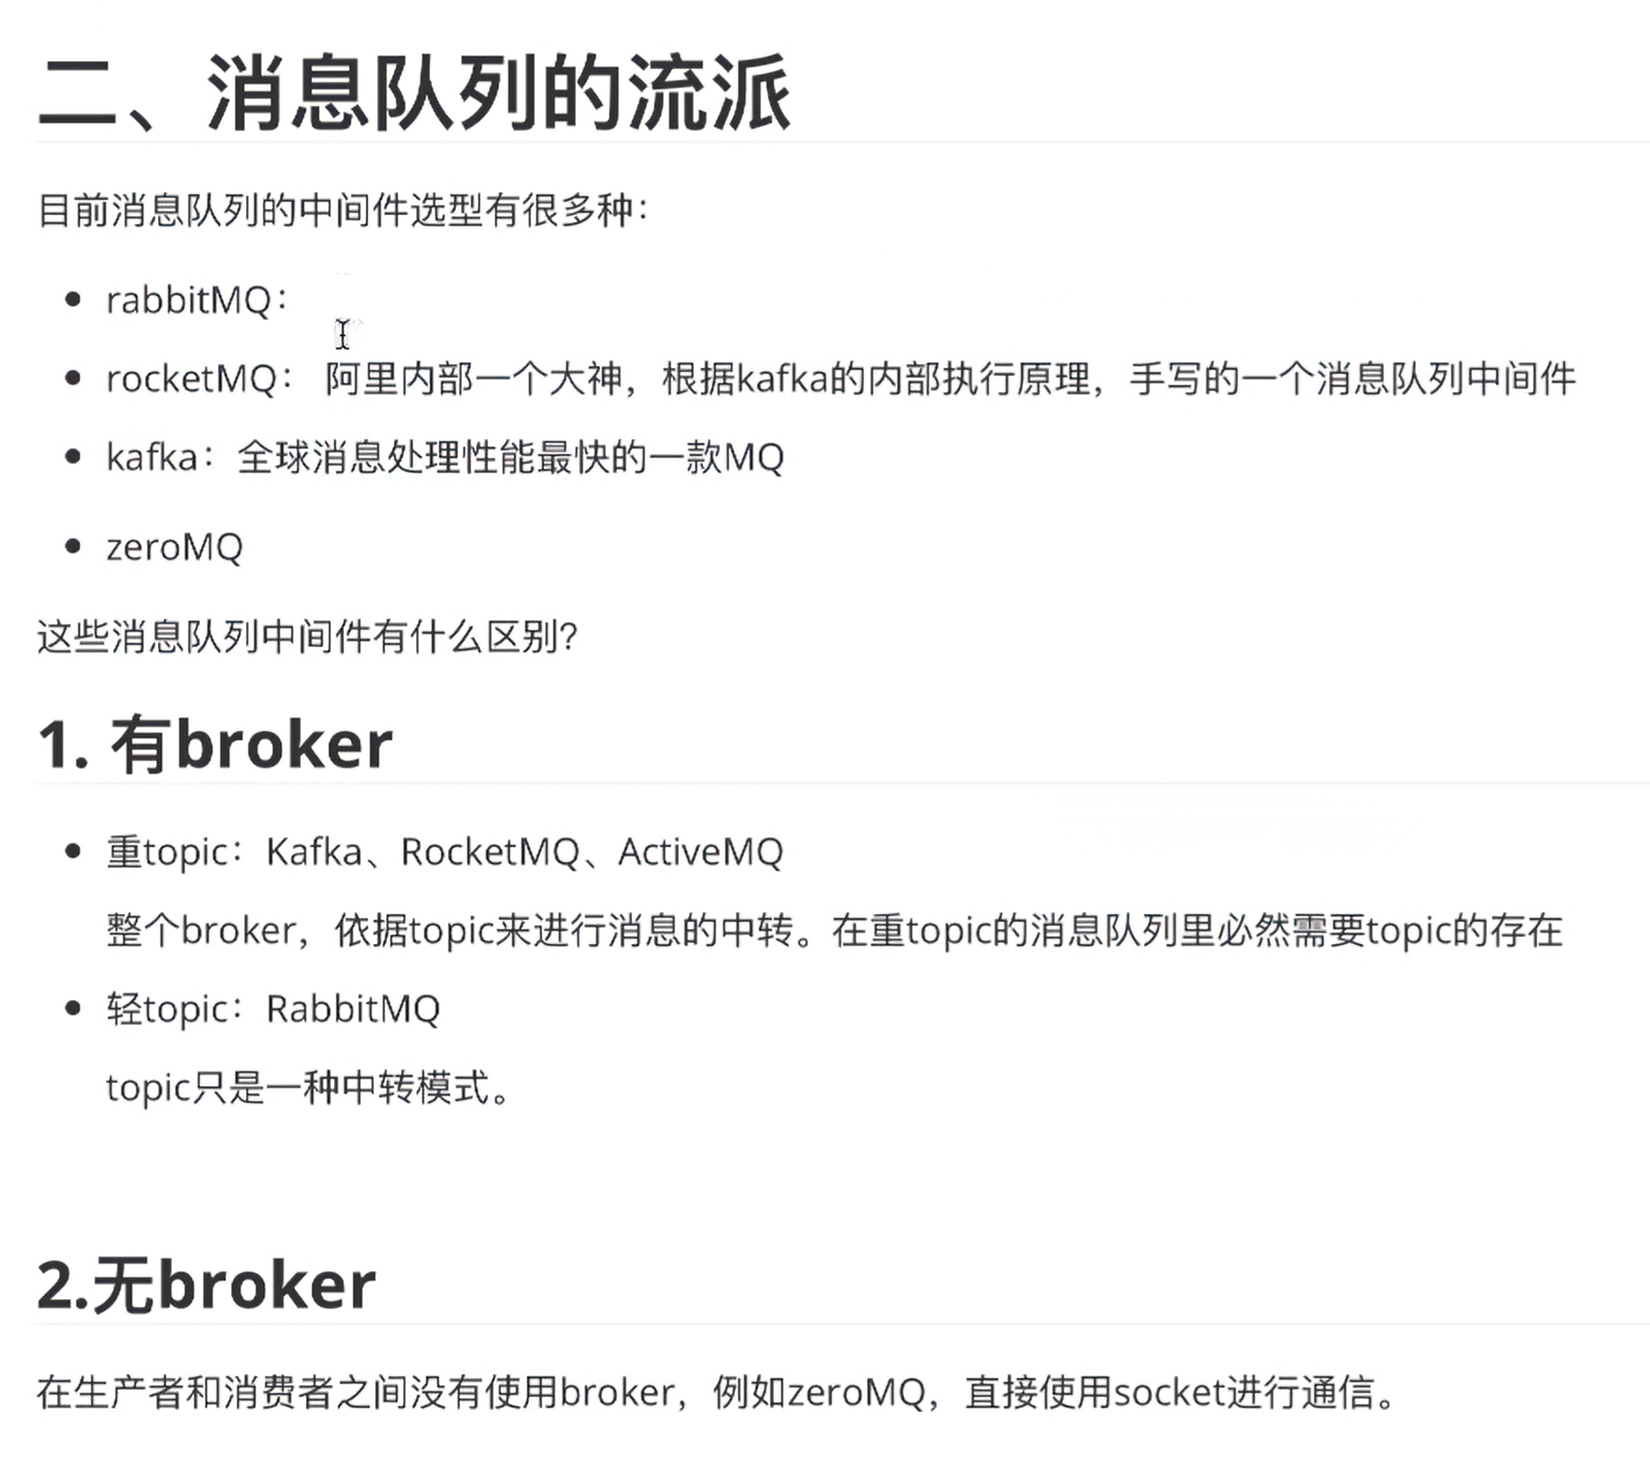 二、消息队列的流派
目前消息队列的中间件选型有很多种：
rabbitMQ：
rocketMQ： 阿里内部一个大神，根据kafka的内部执行原理，手写的一个消息队列中间件
kafka：全球消息处理性能最快的一款MQ
zeroMQ
这些消息队列中间件有什么区别？
1. 有broker
重topic：Kafka、RocketMQ、ActiveMQ
整个broker，依据topic来进行消息的中转。在重topic的消息队列里必然需要topic的存在
轻topic：RabbitMQ
topic只是一种中转模式。
2.无broker
在生产者和消费者之间没有使用broker，例如zeroMQ，直接使用socket进行通信。